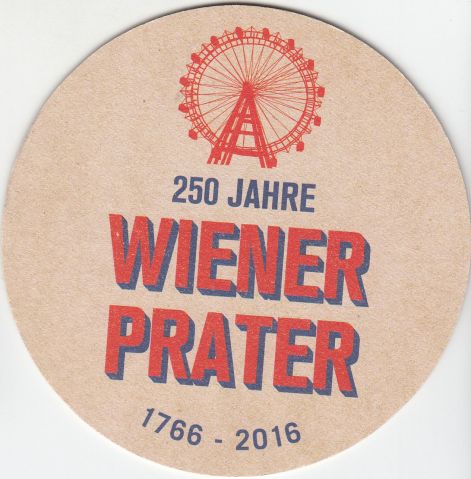 250 JAHRE
WIENER
PRATER
1766 - 2016